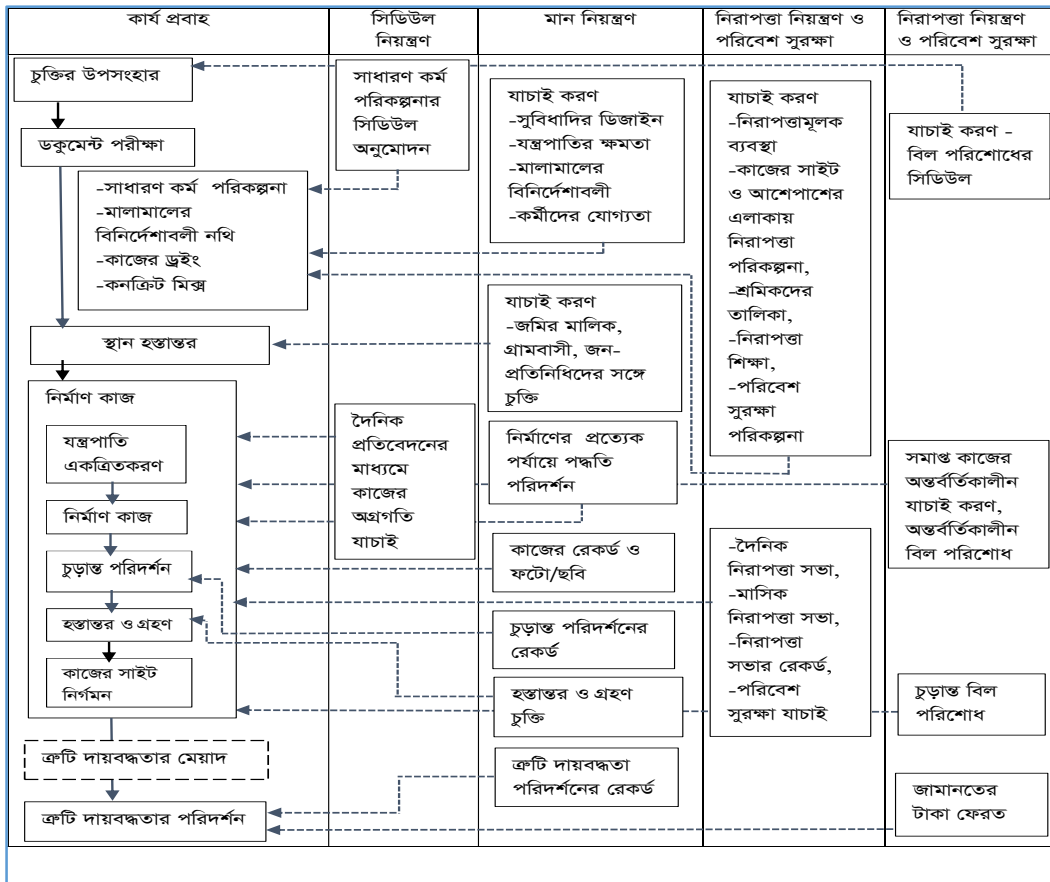 কার্য প্রবাহ
সিডিউল
নিয়ন্ত্রণ
মান নিয়ন্ত্রণ
নিরাপত্তা নিয়ন্ত্রণ ও
পরিবেশ সুরক্ষা
নিরাপত্তা নিয়ন্ত্রণ
ও পরিবেশ সুরক্ষা
চুক্তির উপসংহার
ডকুমেন্ট পরীক্ষা
-সাধারণ কর্ম পরিকল্পনা
-মালামালের
বিনির্দেশাবলী নথি
-কাজের ড্রইং
-কনক্রিট মিক্স
স্থান হস্তান্তর
নির্মাণ কাজ
যন্ত্রপাতি
একত্রিতকরণ
নির্মাণ কাজ
চুড়ান্ত পরিদর্শন
হস্তান্তর ও গ্রহণ
কাজের সাইট
নির্গমন
ত্রুটি দায়বদ্ধতার মেয়াদ
ত্রুটি দায়বদ্ধতার পরিদর্শন
সাধারণ কর্ম
পরিকল্পনার
সিডিউল
অনুমোদন
দৈনিক
প্রতিবেদনের
মাধ্যমে
কাজের
অগ্রগতি
যাচাই
যাচাই করণ
-সুবিধাদির ডিজাইন
-যন্ত্রপাতির ক্ষমতা
-মালামালের
বিনির্দেশাবলী
-কর্মীদের যোগ্যতা
যাচাই করণ
-জমির মালিক,
গ্রামবাসী, জন-
প্রতিনিধিদের সঙ্গে
চুক্তি
নির্মাণের প্রত্যেক
পর্যায়ে পদ্ধতি
পরিদর্শন
কাজের রেকর্ড ও
ফটো/ছবি
চুড়ান্ত পরিদর্শনের
রেকর্ড
হস্তান্তর ও গ্রহণ
চুক্তি
ত্রুটি দায়বদ্ধতা
পরিদর্শনের রেকর্ড
যাচাই করণ
-নিরাপত্তামূলক
ব্যবস্থা
-কাজের সাইট
ও আশেপাশের
এলাকায়
নিরাপত্তা
পরিকল্পনা,
-শ্রমিকদের
তালিকা,
-নিরাপত্তা
শিক্ষা,
-পরিবেশ
সুরক্ষা
পরিকল্পনা
-দৈনিক
নিরাপত্তা সভা,
-মাসিক
নিরাপত্তা সভা,
-নিরাপত্তা
সভার রেকর্ড,
-পরিবেশ
সুরক্ষা যাচাই
যাচাই করণ -
বিল পরিশোধের
সিডিউল
সমাপ্ত কাজের
অন্তর্বর্তিকালীন
যাচাই করণ,
অন্তর্বর্তিকালীন
বিল পরিশোধ
চুড়ান্ত বিল
পরিশোধ
জামানতের
টাকা ফেরত